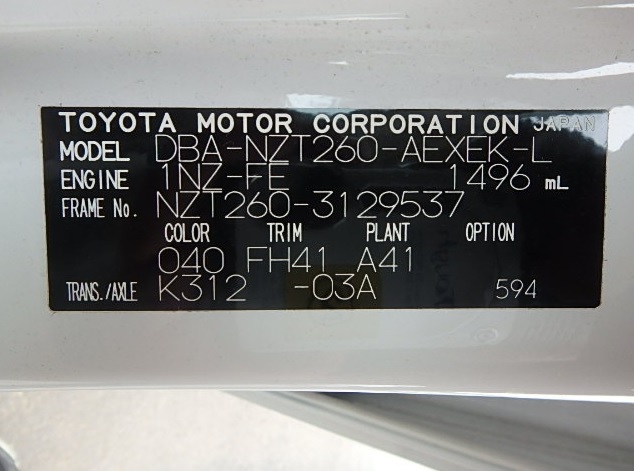 TOYOTA MOTOR CORPORATION JAPAN
MODEL DBA-NZT260-AEXEK-L
ENGINE 1NZ-FE 1496 mL
FRAME No. NZT260-3129537
COLOR TRIM PLANT OPTION
040 FH41 A41
TRANS./AXLE K312 -03A 594